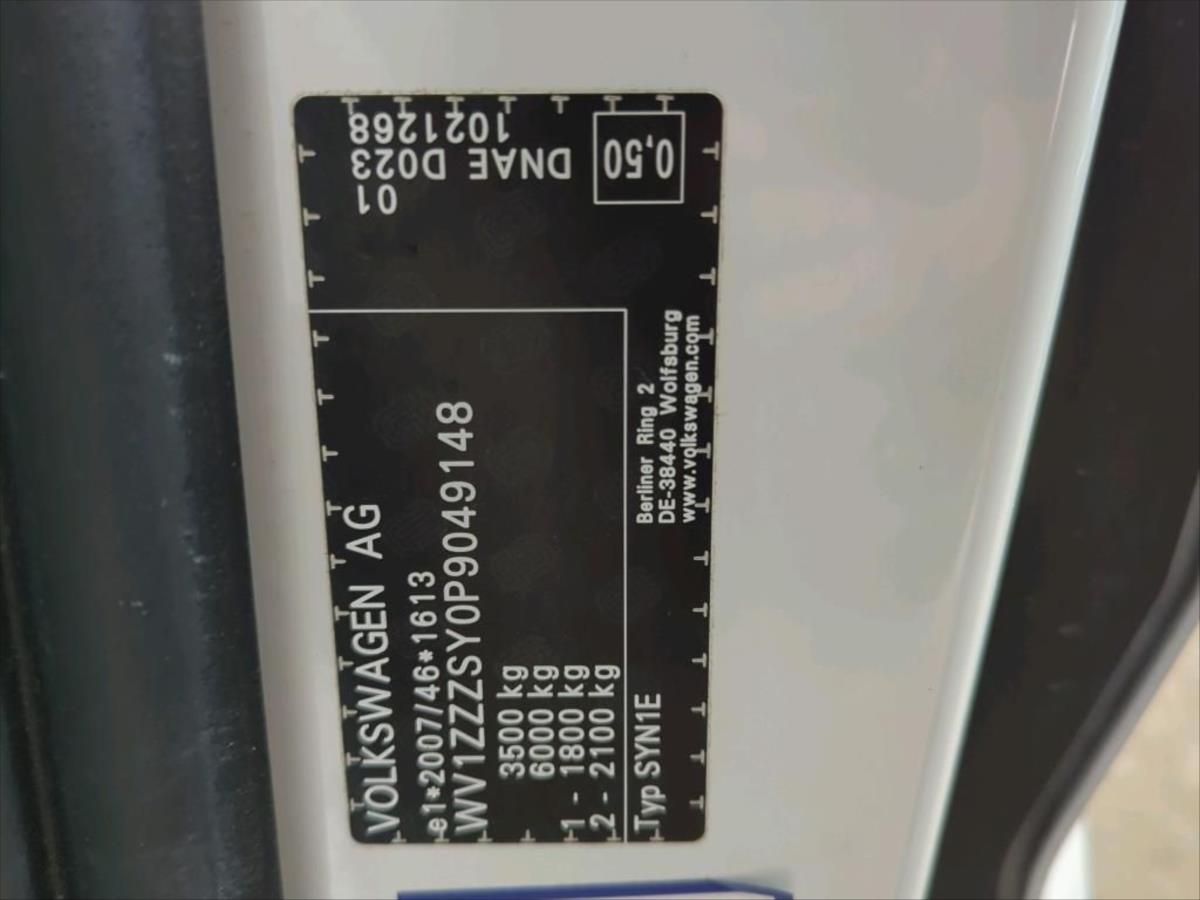 VOLKSWAGEN AG
e1*2007/46*1613
WV1ZZZSY0P9049148
3500 kg
6000 kg
1 - 1800 kg
2 - 2100 kg
Typ SYN1E
Berliner Ring 2
DE-38440 Wolfsburg
www.volkswagen.com
0,50
DNAE D023 01
1021268